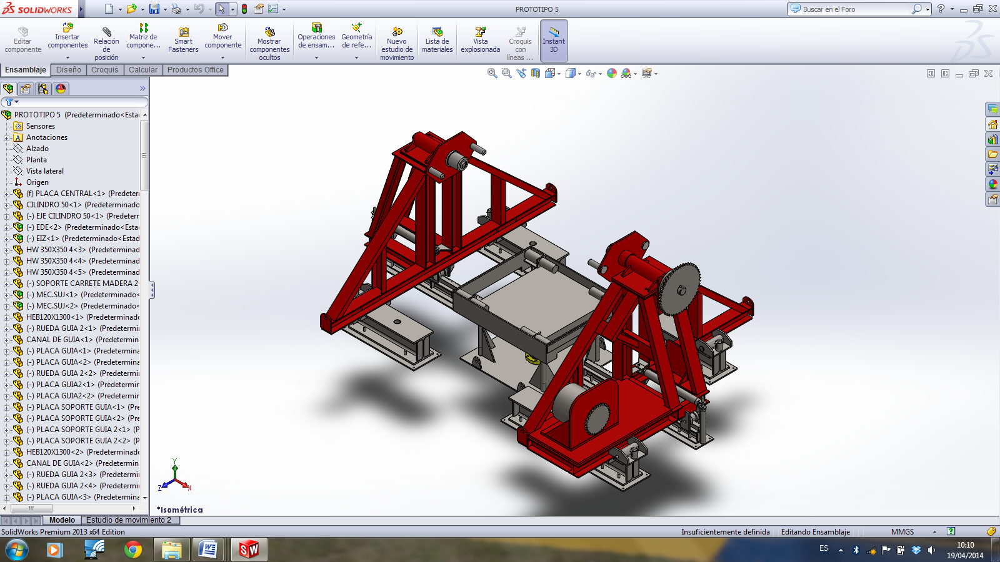 SOLIDWORKS
PROTOTIPO 5
Buscar en el Foro
Editar componente
Insertar componentes
Relación de posición
Matriz de compone...
Smart Fasteners
Mover componente
Mostrar componentes ocultos
Operaciones de ensam...
Geometría de refe...
Nuevo estudio de movimiento
Lista de materiales
Vista explosionada
Croquis con líneas ...
Instant 3D
Ensamblaje
Diseño
Croquis
Calcular
Productos Office
PROTOTIPO 5 (Predeterminado<Esta
Sensores
Anotaciones
Alzado
Planta
Vista lateral
Origen
(f) PLACA CENTRAL<1> (Predeter
CILINDRO 50<1> (Predeterminado
(-) EJE CILINDRO 50<1> (Predetern
(-) EDE<2> (Predeterminado<Esta
(-) EIZ<1> (Predeterminado<Estad
HW 350X350 4<3> (Predeterminad
HW 350X350 4<4> (Predeterminad
HW 350X350 4<5> (Predeterminad
(-) SOPORTE CARRETE MADERA 2
(-) MEC.SUJ<1> (Predeterminado<
(-) MEC.SUJ<2> (Predeterminado<
HEB120X1300<1> (Predeterminad
(-) RUEDA GUIA 2<1> (Predetermi
CANAL DE GUIA<1> (Predetermin
(-) PLACA GUIA<1> (Predetermina
(-) PLACA GUIA<2> (Predetermina
(-) RUEDA GUIA 2<2> (Predetermi
(-) PLACA GUIA2<1> (Predetermin
(-) PLACA GUIA2<2> (Predetermin
(-) PLACA SOPORTE GUIA<1> (Pre
(-) PLACA SOPORTE GUIA<2> (Pre
(-) PLACA SOPORTE GUIA 2<1> (P
(-) PLACA SOPORTE GUIA 2<2> (P
HEB120X1300<2> (Predeterminad
CANAL DE GUIA<2> (Predetermin
(-) RUEDA GUIA 2<3> (Predetermi
(-) RUEDA GUIA 2<4> (Predetermi
(-) PLACA GUIA<3> (Predetermina
Y
Z
X
*Isométrica
Modelo
Estudio de movimiento 2
SolidWorks Premium 2013 x64 Edition
Insuficientemente definida
Editando Ensamblaje
MMGS
ES
10:10
19/04/2014